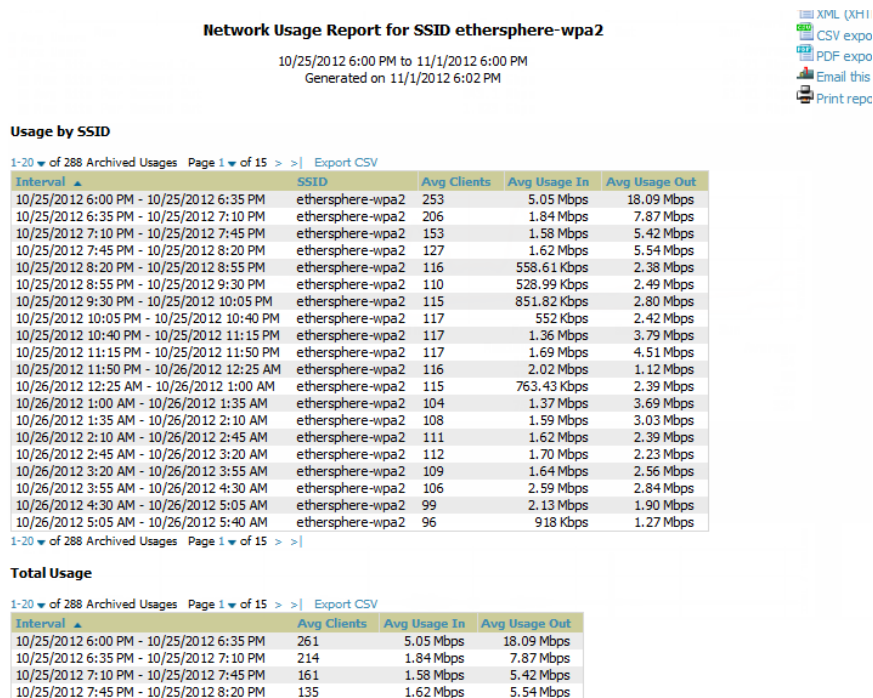 Network Usage Report for SSID ethersphere-wpa2
10/25/2012 6:00 PM to 11/1/2012 6:00 PM
Generated on 11/1/2012 6:02 PM
XML (XHT
CSV expo
PDF expo
Email this
Print repo
Usage by SSID
1-20 of 288 Archived Usages Page 1 of 15 > >| Export CSV
Interval SSID Avg Clients Avg Usage In Avg Usage Out
10/25/2012 6:00 PM - 10/25/2012 6:35 PM ethersphere-wpa2 253 5.05 Mbps 18.09 Mbps
10/25/2012 6:35 PM - 10/25/2012 7:10 PM ethersphere-wpa2 206 1.84 Mbps 7.87 Mbps
10/25/2012 7:10 PM - 10/25/2012 7:45 PM ethersphere-wpa2 153 1.58 Mbps 5.42 Mbps
10/25/2012 7:45 PM - 10/25/2012 8:20 PM ethersphere-wpa2 127 1.62 Mbps 5.54 Mbps
10/25/2012 8:20 PM - 10/25/2012 8:55 PM ethersphere-wpa2 116 558.61 Kbps 2.38 Mbps
10/25/2012 8:55 PM - 10/25/2012 9:30 PM ethersphere-wpa2 110 528.99 Kbps 2.49 Mbps
10/25/2012 9:30 PM - 10/25/2012 10:05 PM ethersphere-wpa2 115 851.82 Kbps 2.80 Mbps
10/25/2012 10:05 PM - 10/25/2012 10:40 PM ethersphere-wpa2 117 552 Kbps 2.42 Mbps
10/25/2012 10:40 PM - 10/25/2012 11:15 PM ethersphere-wpa2 117 1.36 Mbps 3.79 Mbps
10/25/2012 11:15 PM - 10/25/2012 11:50 PM ethersphere-wpa2 117 1.69 Mbps 4.51 Mbps
10/25/2012 11:50 PM - 10/26/2012 12:25 AM ethersphere-wpa2 116 2.02 Mbps 1.12 Mbps
10/26/2012 12:25 AM - 10/26/2012 1:00 AM ethersphere-wpa2 115 763.43 Kbps 2.39 Mbps
10/26/2012 1:00 AM - 10/26/2012 1:35 AM ethersphere-wpa2 104 1.37 Mbps 3.69 Mbps
10/26/2012 1:35 AM - 10/26/2012 2:10 AM ethersphere-wpa2 108 1.59 Mbps 3.03 Mbps
10/26/2012 2:10 AM - 10/26/2012 2:45 AM ethersphere-wpa2 111 1.62 Mbps 2.39 Mbps
10/26/2012 2:45 AM - 10/26/2012 3:20 AM ethersphere-wpa2 112 1.70 Mbps 2.23 Mbps
10/26/2012 3:20 AM - 10/26/2012 3:55 AM ethersphere-wpa2 109 1.64 Mbps 2.56 Mbps
10/26/2012 3:55 AM - 10/26/2012 4:30 AM ethersphere-wpa2 106 2.59 Mbps 2.84 Mbps
10/26/2012 4:30 AM - 10/26/2012 5:05 AM ethersphere-wpa2 99 2.13 Mbps 1.90 Mbps
10/26/2012 5:05 AM - 10/26/2012 5:40 AM ethersphere-wpa2 96 918 Kbps 1.27 Mbps
1-20 of 288 Archived Usages Page 1 of 15 > >|
Total Usage
1-20 of 288 Archived Usages Page 1 of 15 > >| Export CSV
Interval Avg Clients Avg Usage In Avg Usage Out
10/25/2012 6:00 PM - 10/25/2012 6:35 PM 261 5.05 Mbps 18.09 Mbps
10/25/2012 6:35 PM - 10/25/2012 7:10 PM 214 1.84 Mbps 7.87 Mbps
10/25/2012 7:10 PM - 10/25/2012 7:45 PM 161 1.58 Mbps 5.42 Mbps
10/25/2012 7:45 PM - 10/25/2012 8:20 PM 135 1.62 Mbps 5.54 Mbps